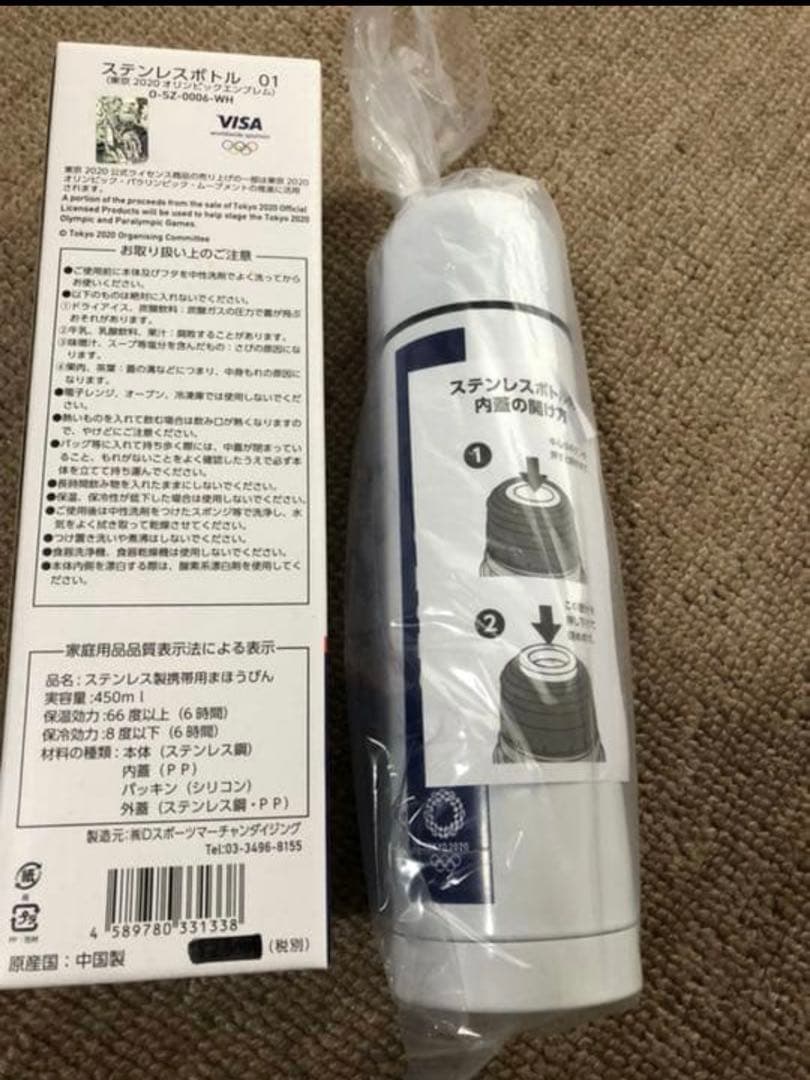 ステンレスボトル 01
(東京2020オリンピックエンブレム)
O-SZ-0006-WH
VISA
WORLDWIDE SPONSOR
東京 2020 公式ライセンス商品の売り上げの一部は東京 2020
オリンピック・パラリンピック・ムーブメントの推進に活用
されます。
A portion of the proceeds from the sale of Tokyo 2020 Official
Licensed Products will be used to help stage the Tokyo 2020
Olympic and Paralympic Games.
© Tokyo 2020 Organising Committee
お取り扱い上のご注意
●ご使用前に本体及びフタを中性洗剤でよく洗ってから
お使いください。
●以下のものは絶対に入れないでください。
①ドライアイス、炭酸飲料：炭酸ガスの圧力で蓋が飛ぶ
おそれがあります。
②牛乳、乳酸飲料、果汁：腐敗することがあります。
③味噌汁、スープ等塩分を含んだもの：さびの原因にな
ります。
④果肉、茶葉：蓋の溝などにつまり、中身もれの原因に
なります。
●電子レンジ、オーブン、冷凍庫では使用しないでくだ
さい。
●熱いものを入れて飲む場合は飲み口が熱くなりますの
で、やけどにご注意ください。
●バッグ等に入れて持ち歩く際には、中蓋が閉まってい
ること、もれがないことをよく確認したうえで必ず本
体を立てて持ち運んでください。
●長時間飲み物を入れたままにしないでください。
●保温、保冷性が低下した場合は使用しないでください。
●ご使用後は中性洗剤をつけたスポンジ等で洗浄し、水
気をよく拭き取って乾燥させてください。
●つけ置き洗いや煮沸はしないでください。
●食器洗浄機、食器乾燥機は使用しないでください。
●本体内側を漂白する際は、酸素系漂白剤を使用してく
ださい。
家庭用品品質表示法による表示
品名：ステンレス製携帯用まほうびん
実容量：450ml
保温効力：66度以上（6時間）
保冷効力：8度以下（6時間）
材料の種類：本体（ステンレス鋼）
内蓋（PP）
パッキン（シリコン）
外蓋（ステンレス鋼・PP）
製造元：㈱Dスポーツマーチャンダイジング
Tel:03-3496-8155
紙
プラ
4 589780 331338
(税別)
原産国：中国製
ステンレスボトル
内蓋の開け方
1
2
TOKYO 2020